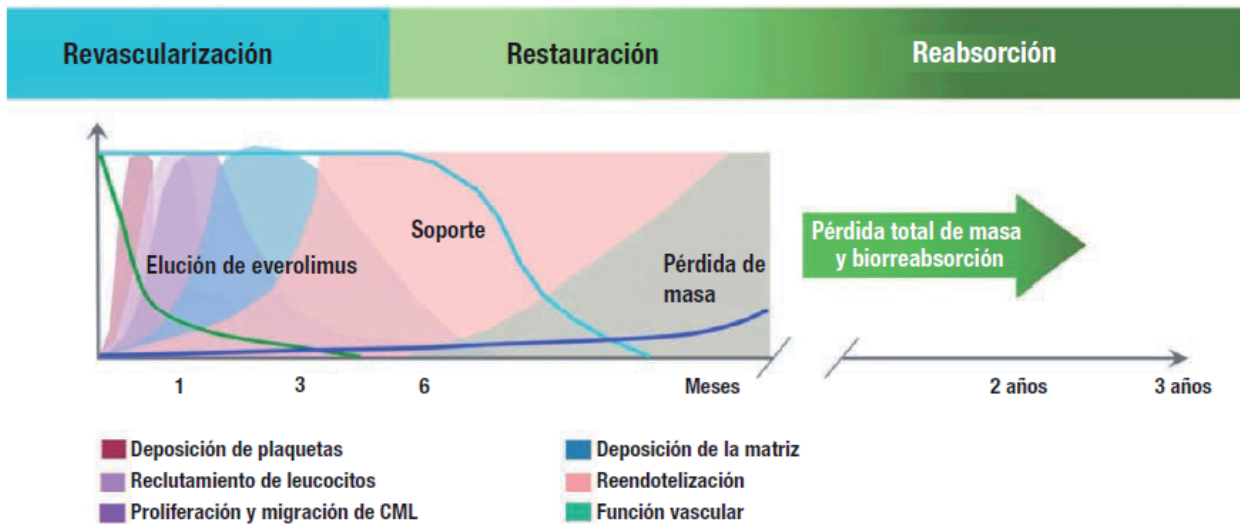 Revascularización
Restauración
Reabsorción
Elución de everolimus
Soporte
Pérdida de
masa
Pérdida total de masa
y biorreabsorción
1
3
6
Meses
2 años
3 años
Deposición de plaquetas
Reclutamiento de leucocitos
Proliferación y migración de CML
Deposición de la matriz
Reendotelización
Función vascular